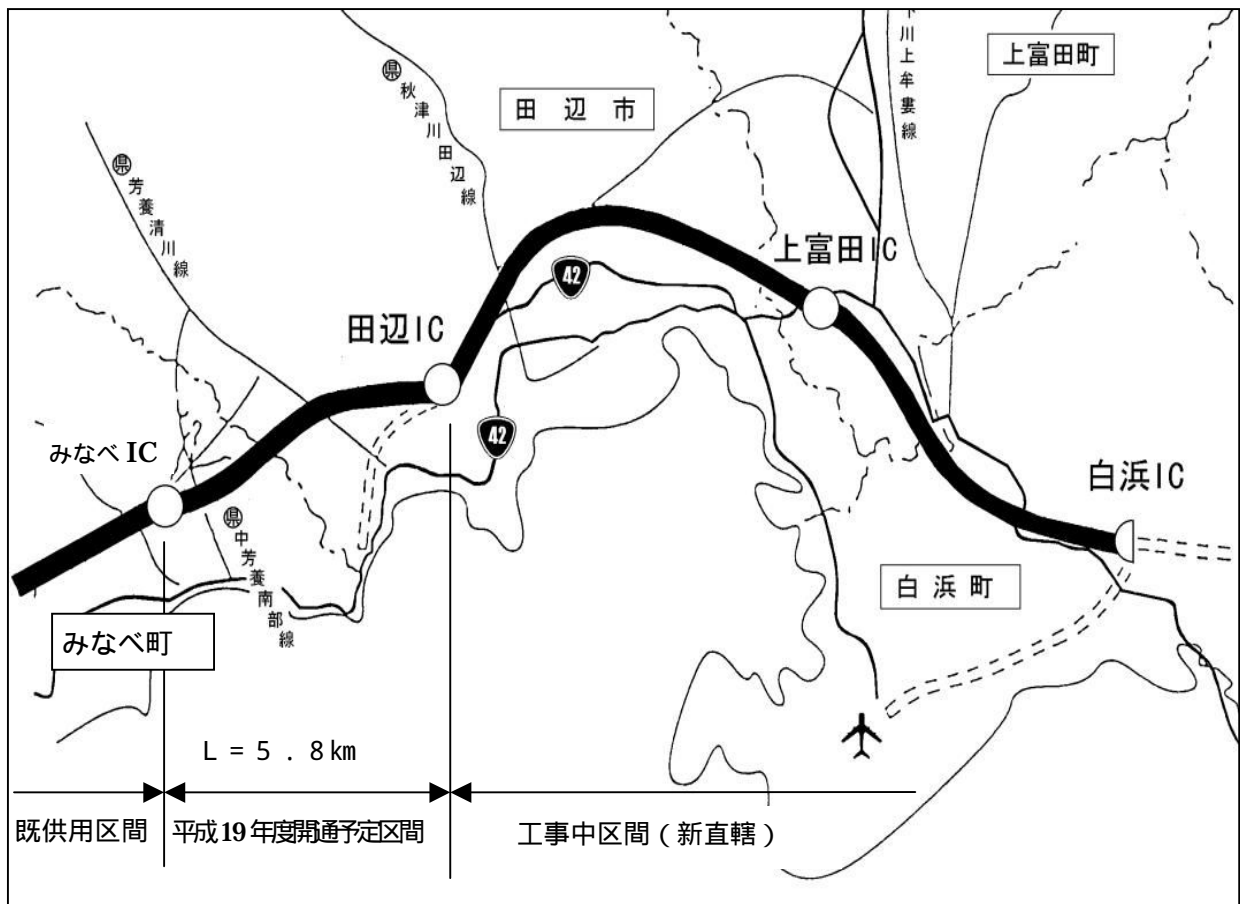 川上牟婁線
上富田町
県秋津川田辺線
田辺市
県芳養清川線
42
上富田IC
田辺IC
42
みなべIC
白浜IC
県中芳養南部線
白浜町
みなべ町
L=5.8km
既供用区間
平成19年度開通予定区間
工事中区間(新直轄)